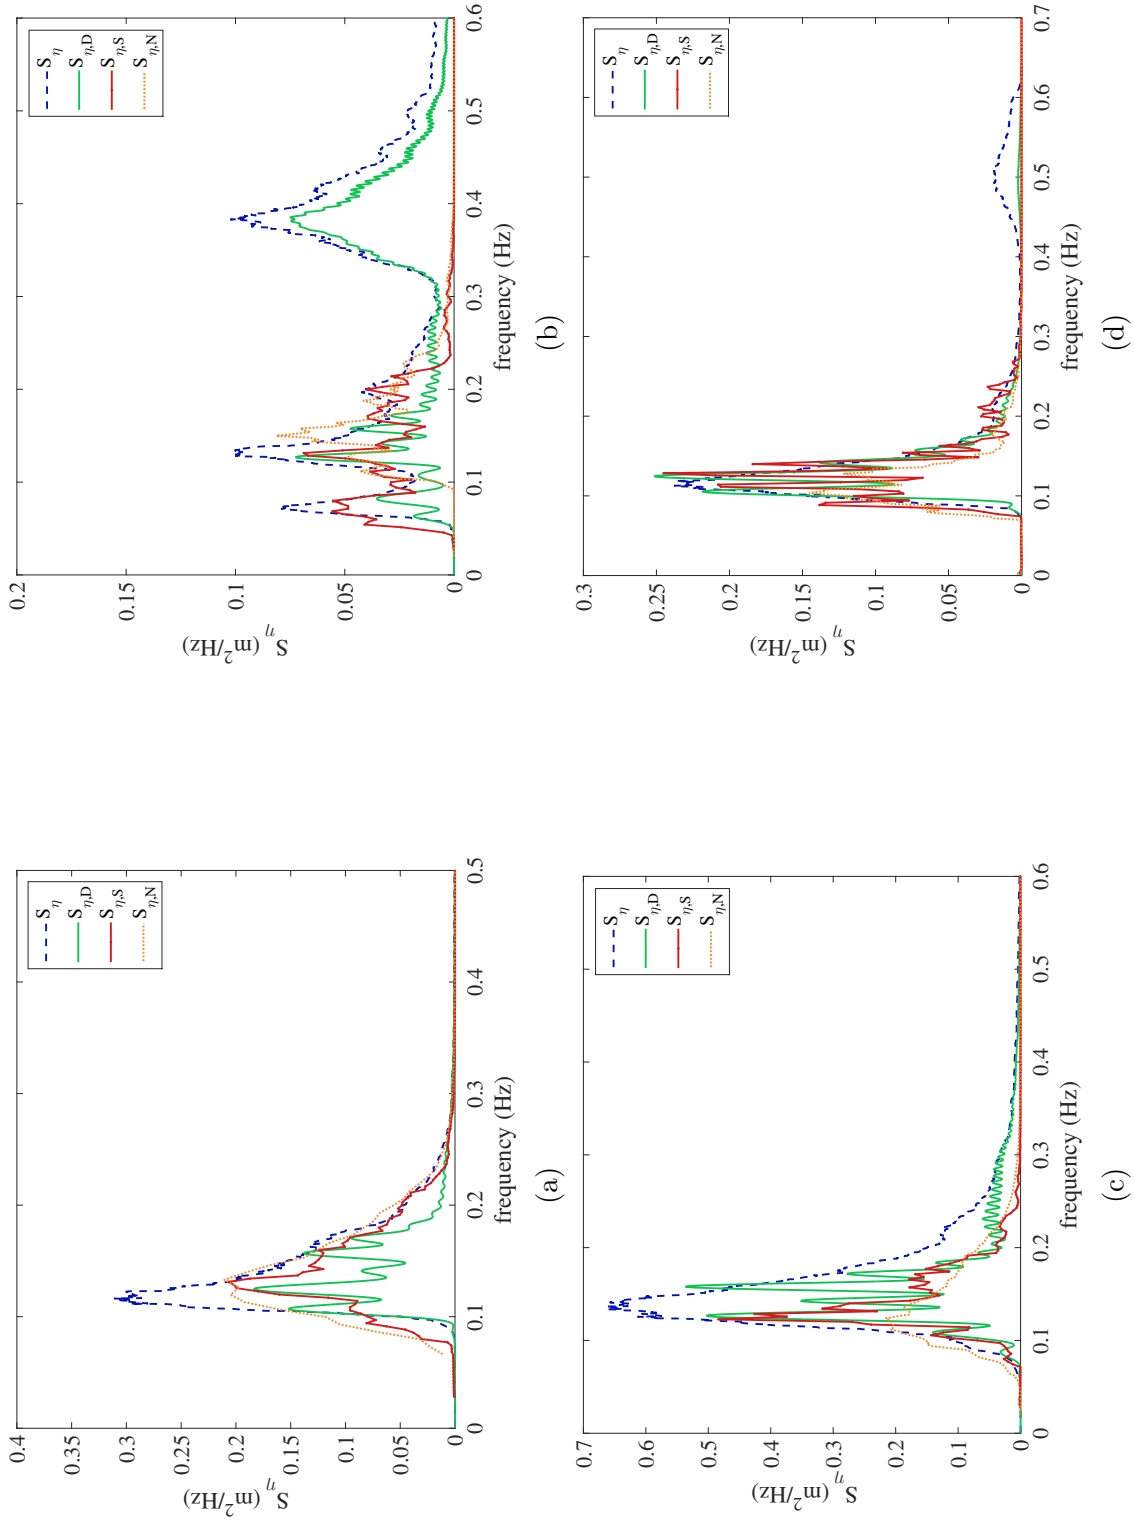 0.4
0.35
0.3
0.25
0.2
0.15
0.1
0.05
0
S_η (m²/Hz)
0
0.1
0.2
0.3
0.4
0.5
frequency (Hz)
S_η
S_η,D
S_η,S
S_η,N
(a)
0.2
0.15
0.1
0.05
0
S_η (m²/Hz)
0
0.1
0.2
0.3
0.4
0.5
0.6
frequency (Hz)
S_η
S_η,D
S_η,S
S_η,N
(b)
0.7
0.6
0.5
0.4
0.3
0.2
0.1
0
S_η (m²/Hz)
0
0.1
0.2
0.3
0.4
0.5
0.6
frequency (Hz)
S_η
S_η,D
S_η,S
S_η,N
(c)
0.3
0.25
0.2
0.15
0.1
0.05
0
S_η (m²/Hz)
0
0.1
0.2
0.3
0.4
0.5
0.6
0.7
frequency (Hz)
S_η
S_η,D
S_η,S
S_η,N
(d)